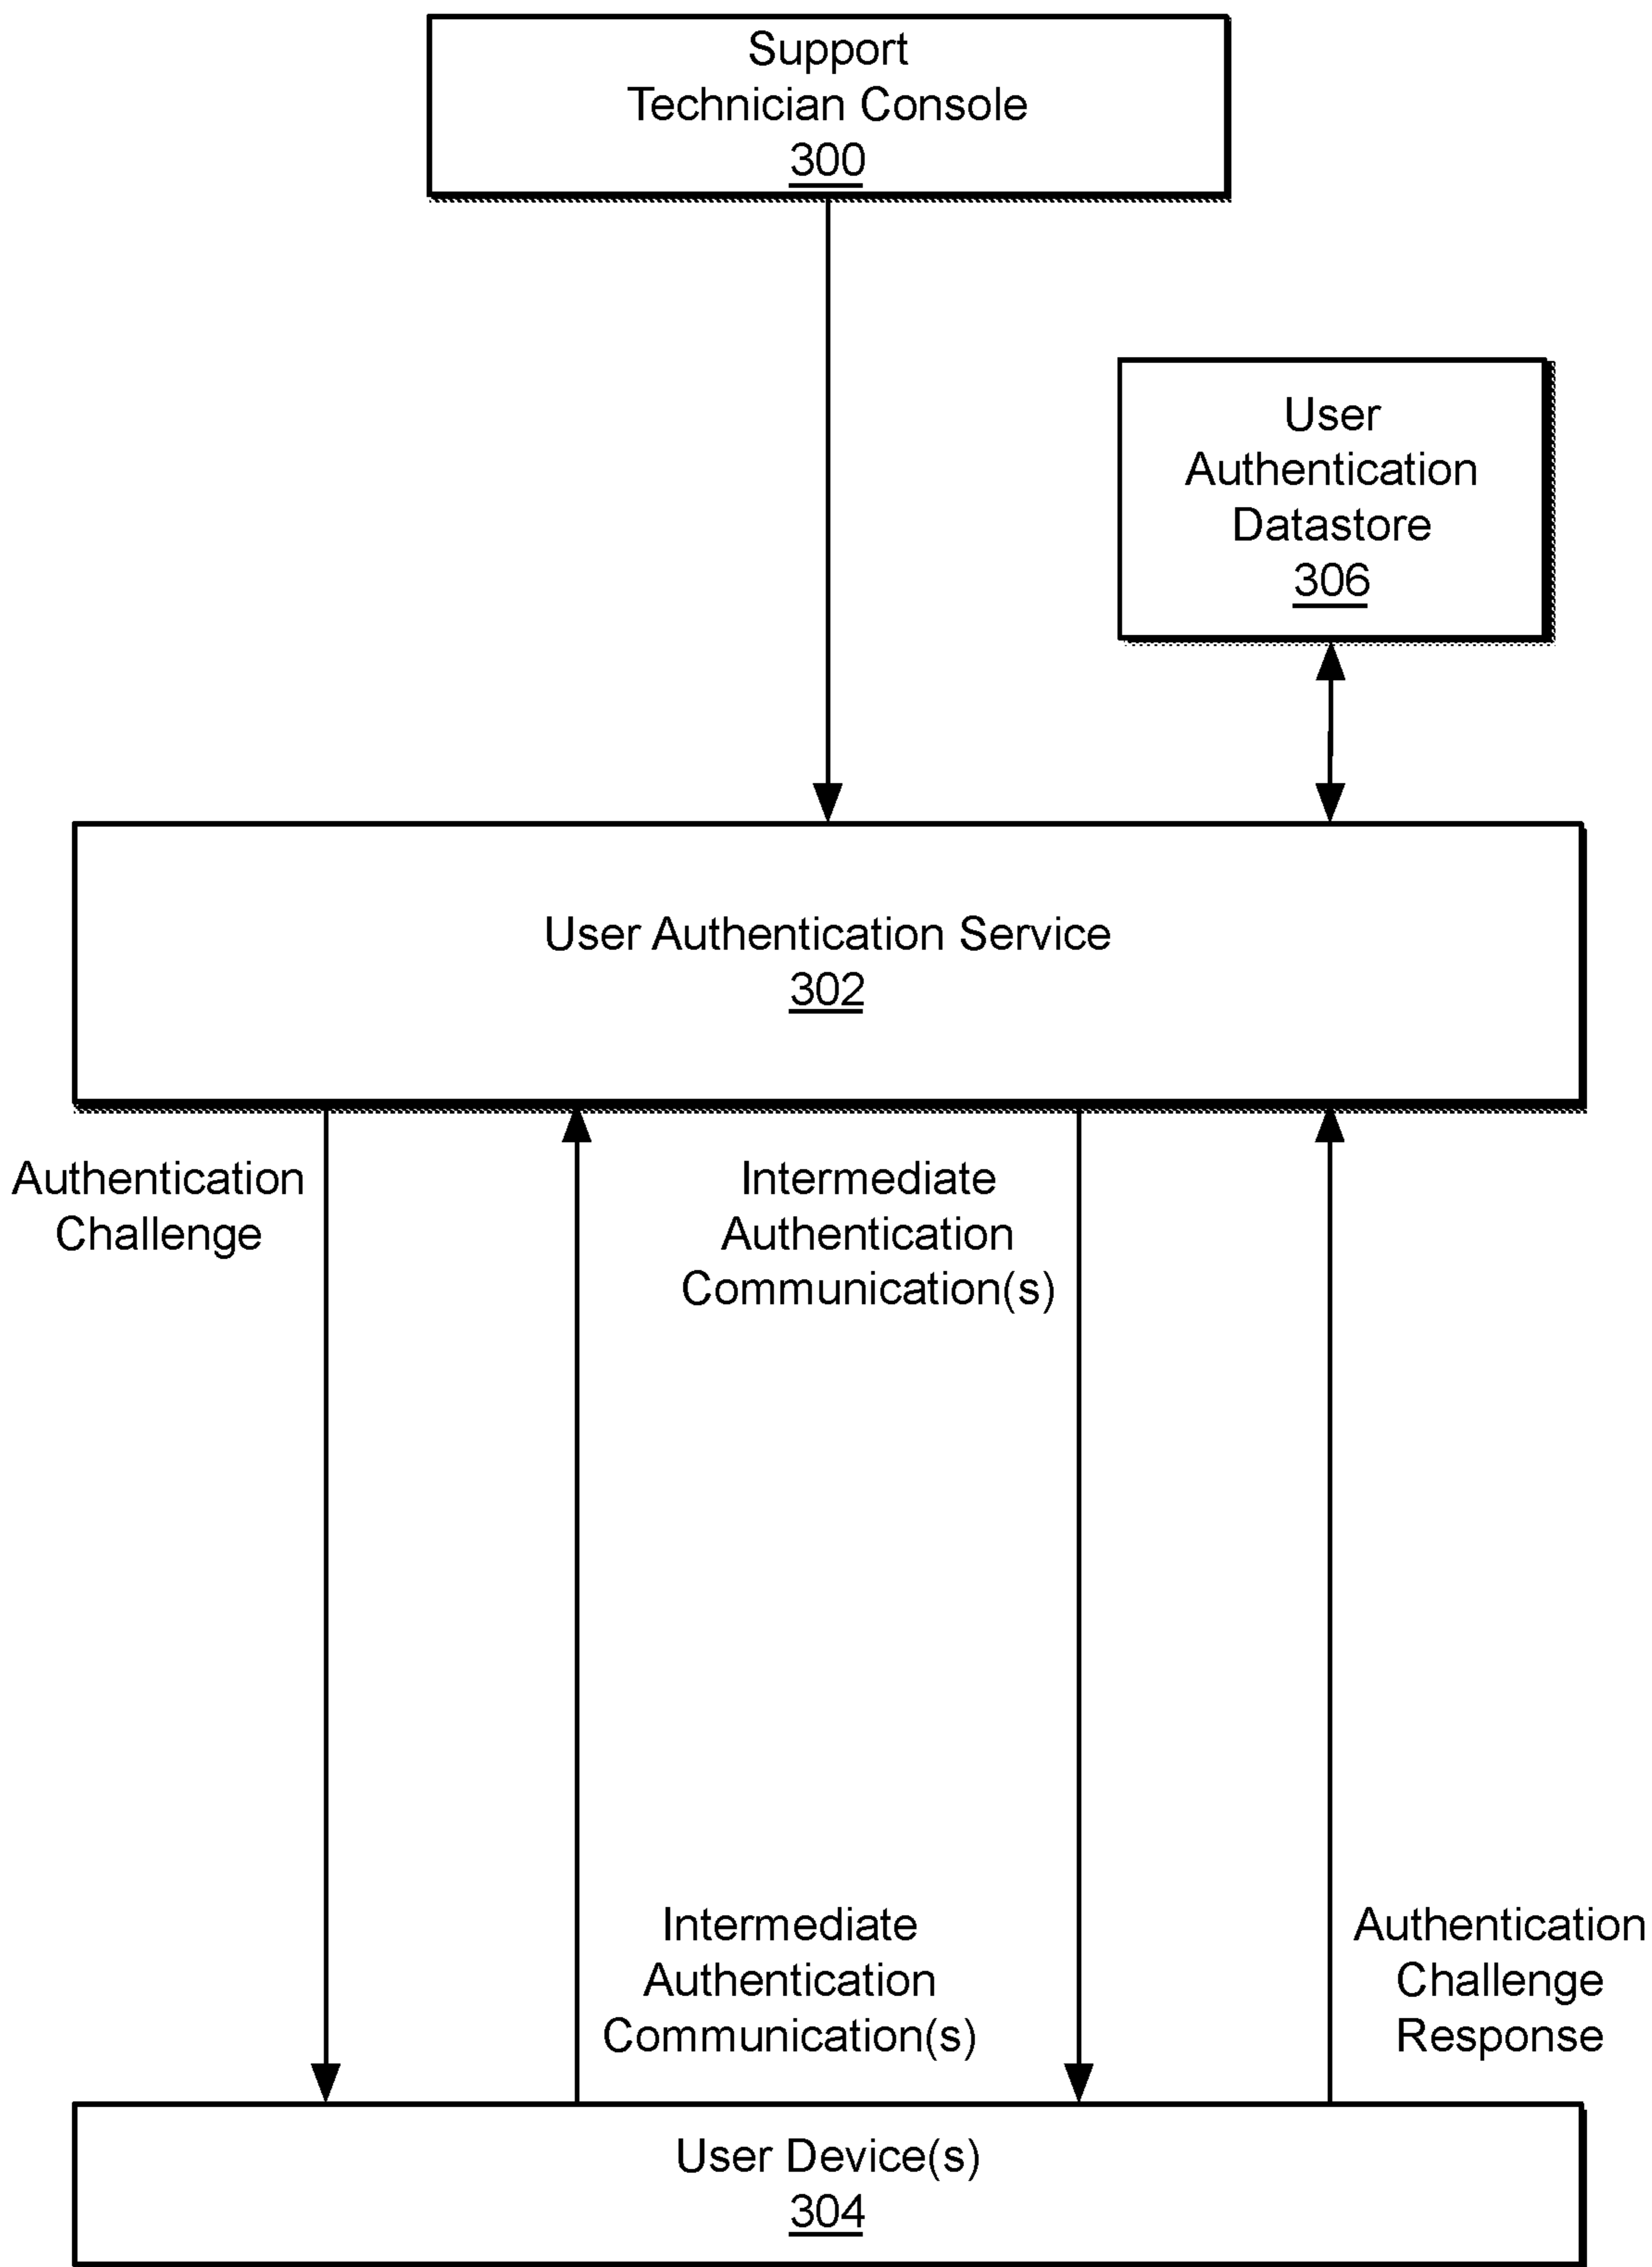 Support
Technician Console
300
User
Authentication
Datastore
306
User Authentication Service
302
Authentication
Challenge
Intermediate
Authentication
Communication(s)
Intermediate
Authentication
Communication(s)
Authentication
Challenge
Response
User Device(s)
304